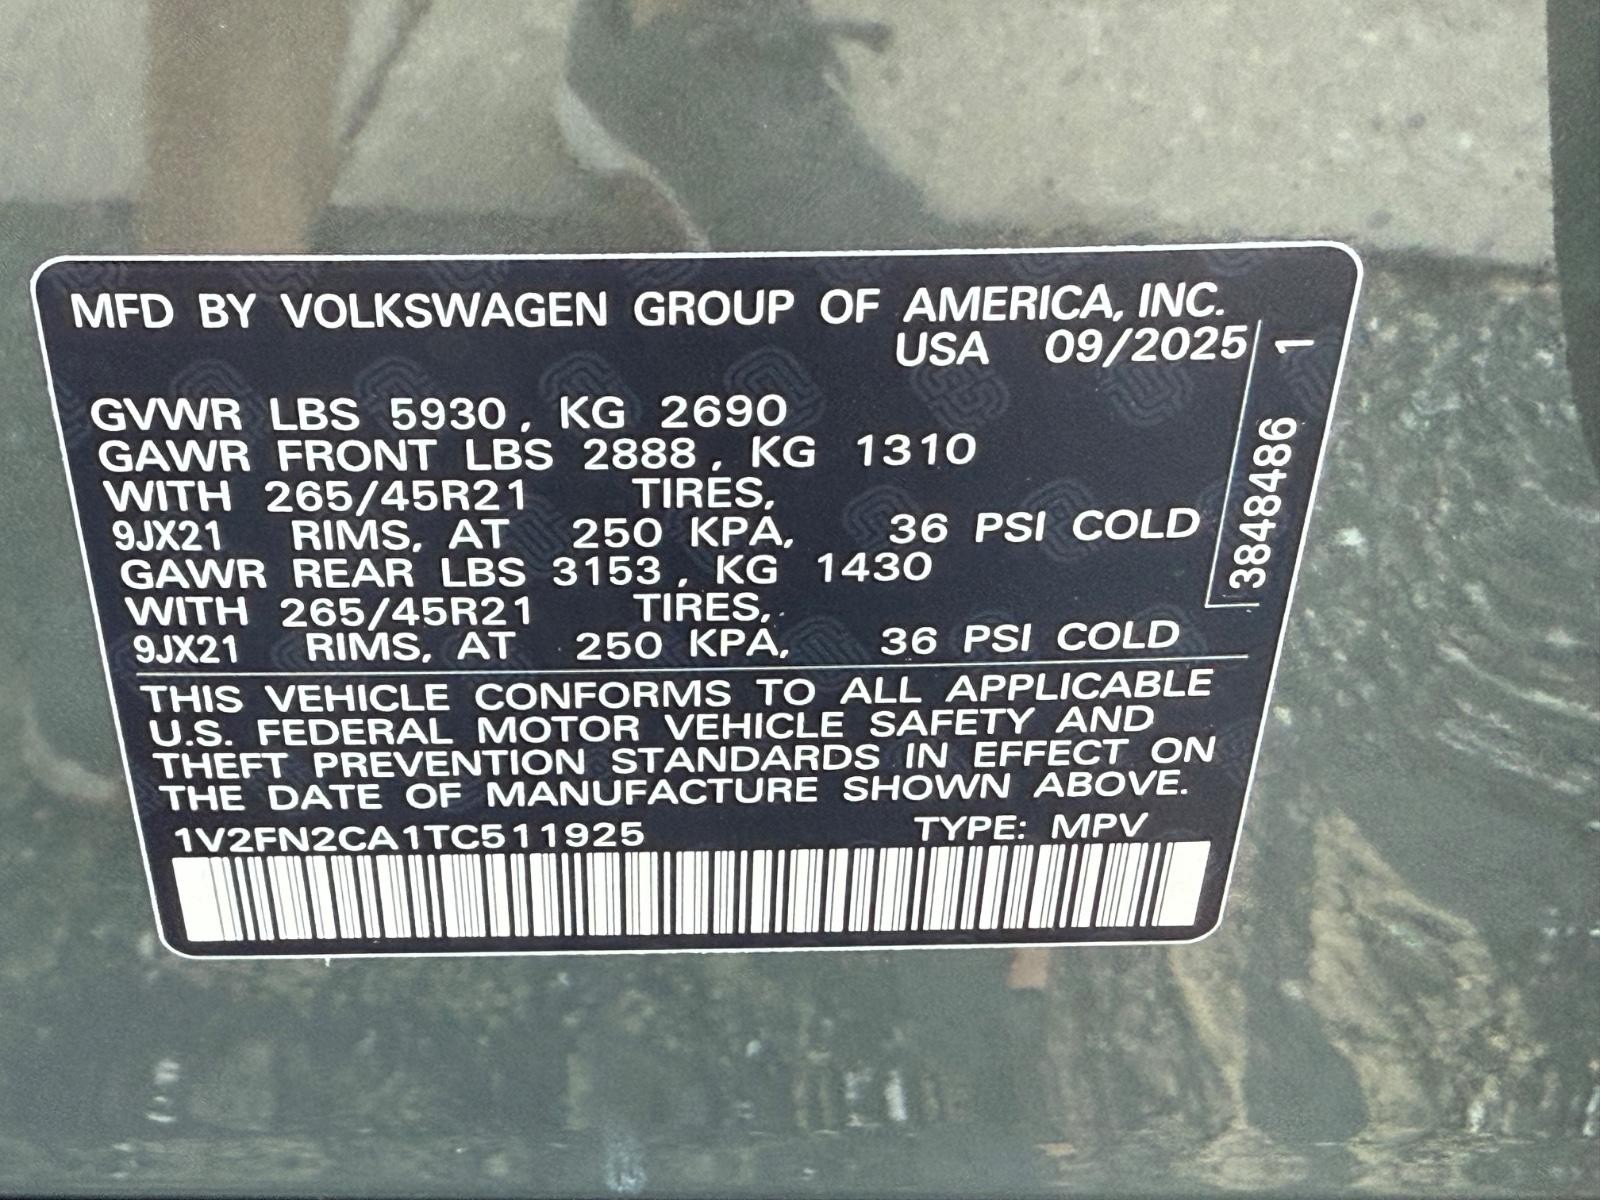 MFD BY VOLKSWAGEN GROUP OF AMERICA, INC.
USA 09/2025
GVWR LBS 5930, KG 2690
GAWR FRONT LBS 2888, KG 1310
WITH 265/45R21 TIRES,
9JX21 RIMS, AT 250 KPA, 36 PSI COLD
GAWR REAR LBS 3153, KG 1430
WITH 265/45R21 TIRES,
9JX21 RIMS, AT 250 KPA, 36 PSI COLD
THIS VEHICLE CONFORMS TO ALL APPLICABLE
U.S. FEDERAL MOTOR VEHICLE SAFETY AND
THEFT PREVENTION STANDARDS IN EFFECT ON
THE DATE OF MANUFACTURE SHOWN ABOVE.
1V2FN2CA1TC511925 TYPE: MPV
3848486 1